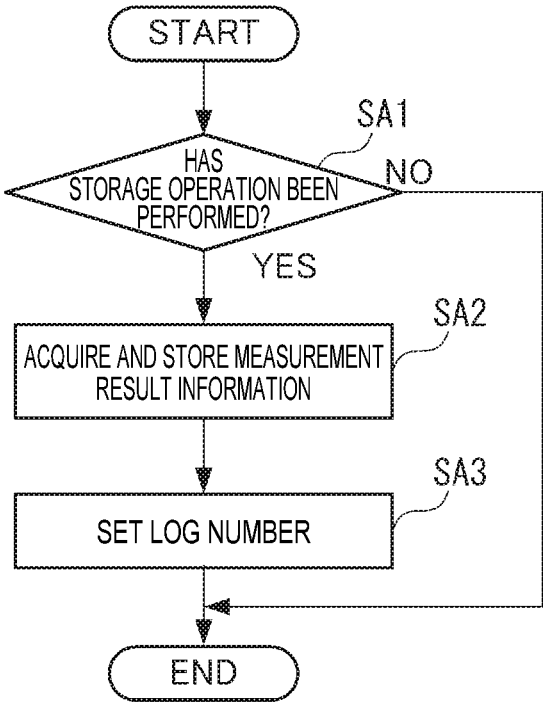 START
SA1
HAS
STORAGE OPERATION BEEN
PERFORMED?
NO
YES
SA2
ACQUIRE AND STORE MEASUREMENT
RESULT INFORMATION
SA3
SET LOG NUMBER
END